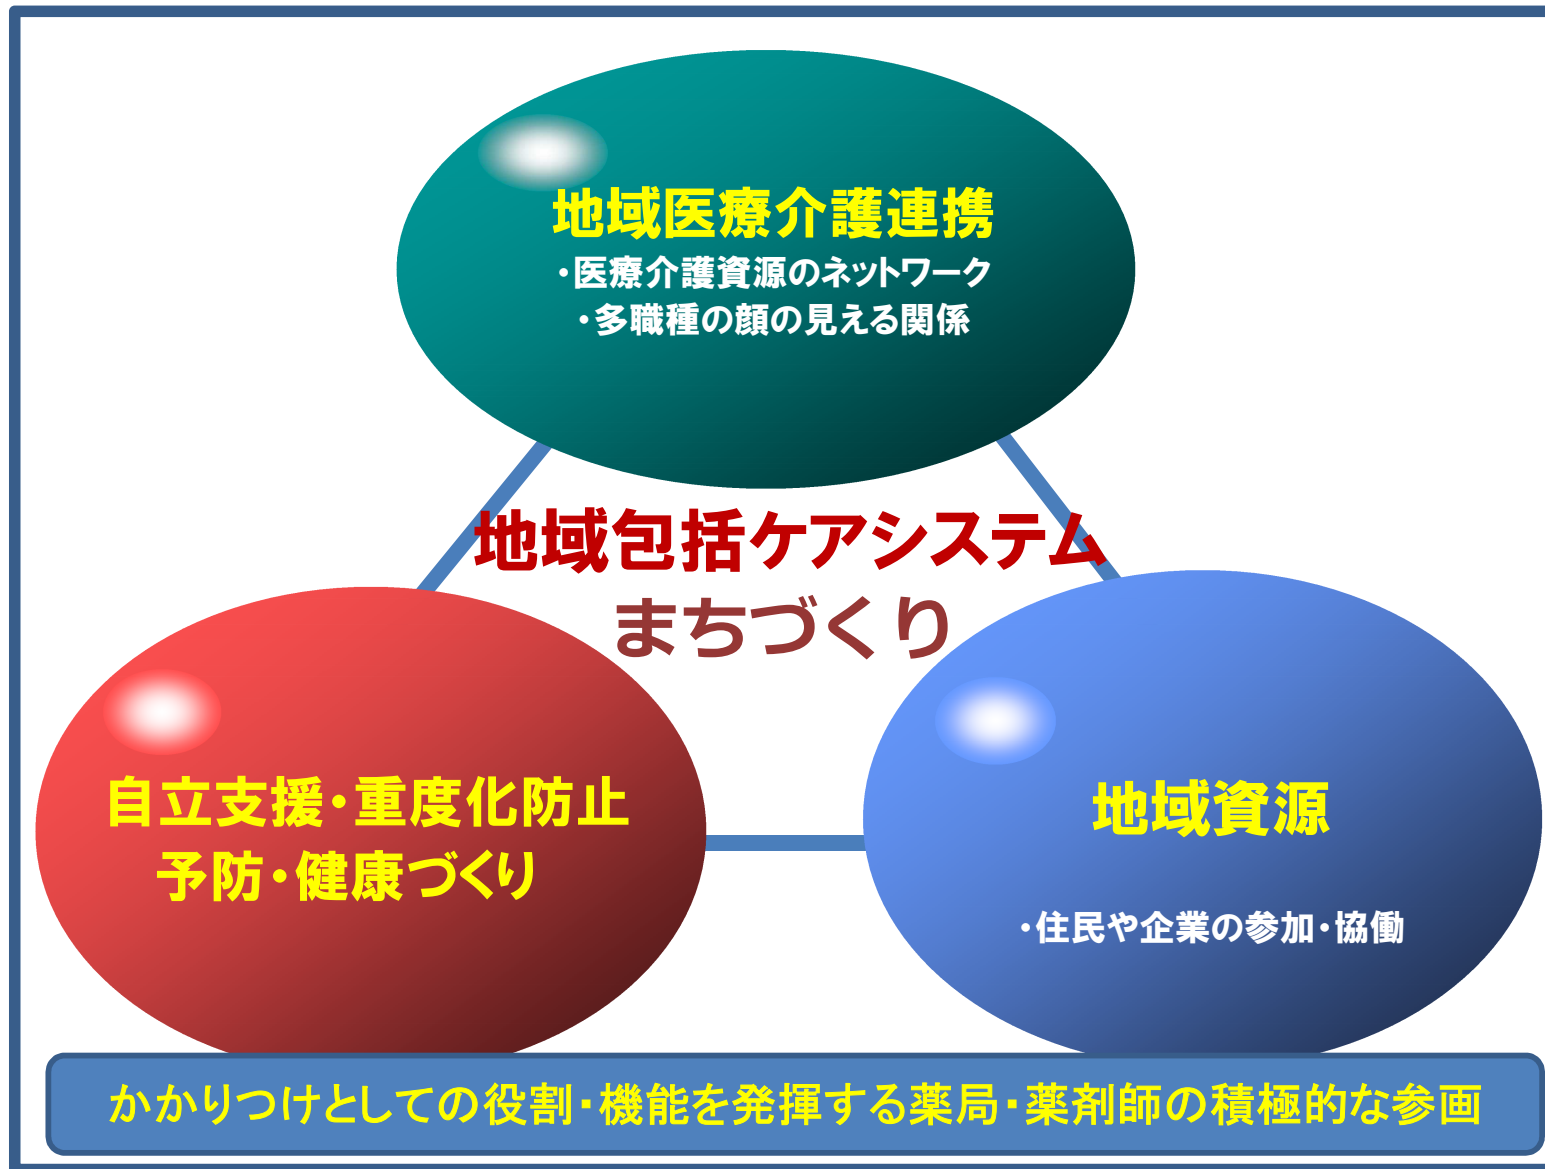 地域医療介護連携
・医療介護資源のネットワーク
・多職種の顔の見える関係
地域包括ケアシステム
まちづくり
自立支援・重度化防止
予防・健康づくり
地域資源
・住民や企業の参加・協働
かかりつけとしての役割・機能を発揮する薬局・薬剤師の積極的な参画